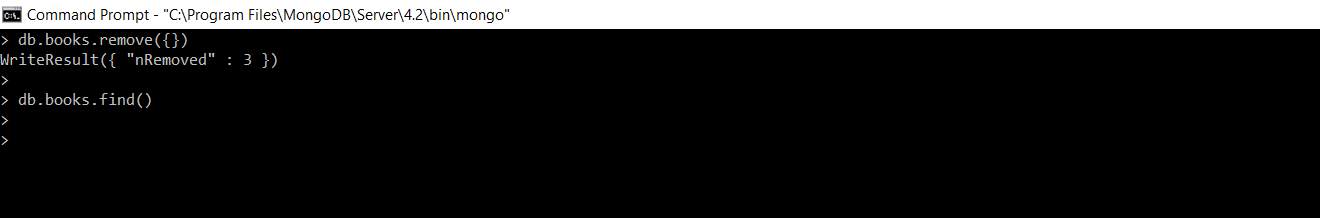 Command Prompt - "C:\Program Files\MongoDB\Server\4.2\bin\mongo"
> db.books.remove({})
WriteResult({ "nRemoved" : 3 })
>
> db.books.find()
>
>